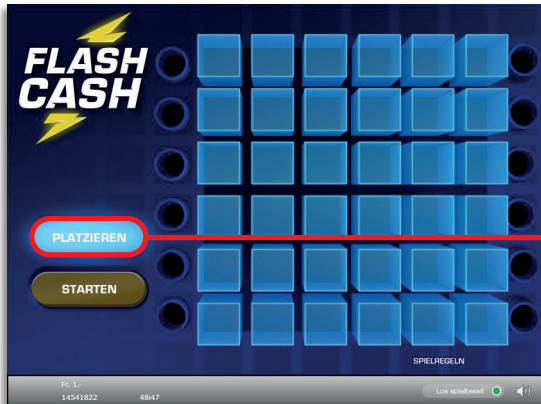 FLASH
CASH
PLATZIEREN
STARTEN
SPIELREGELN
Fr. 1.-
14541822 48i47
Los spielbereit